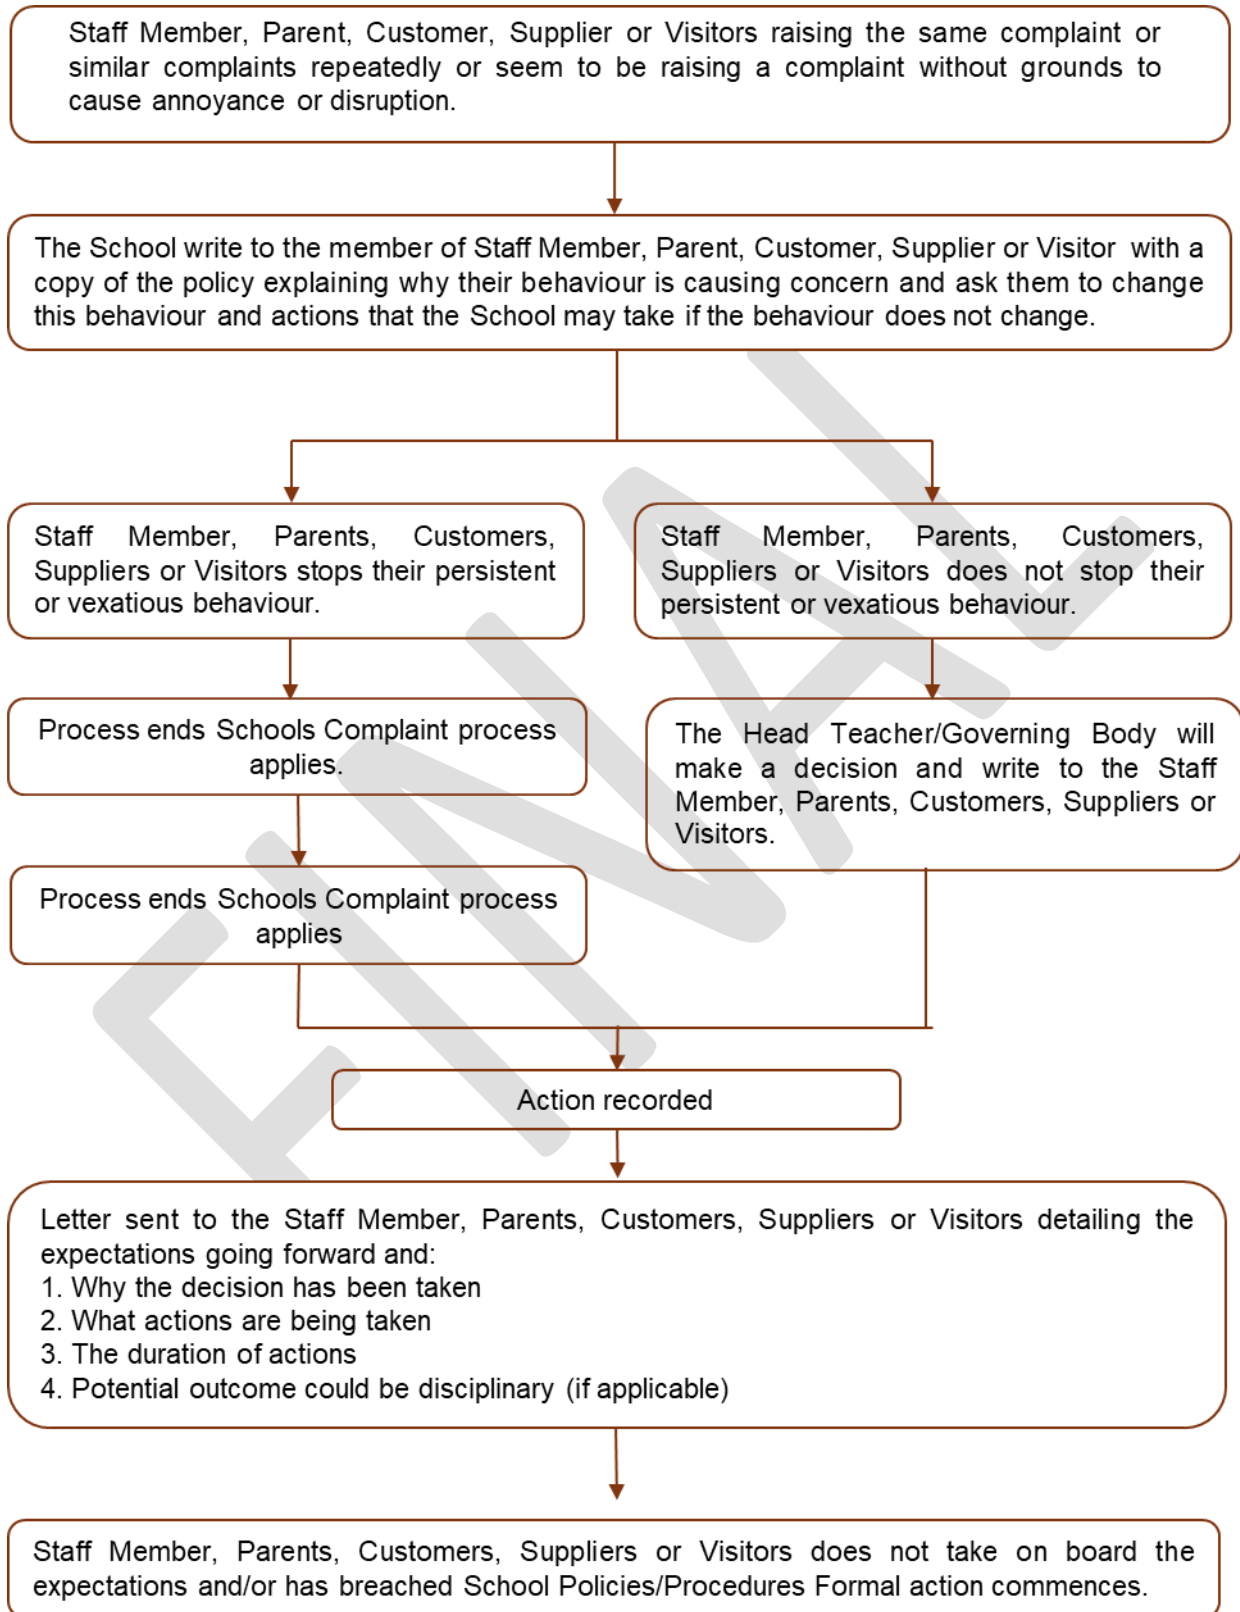 Staff Member, Parent, Customer, Supplier or Visitors raising the same complaint or
similar complaints repeatedly or seem to be raising a complaint without grounds to
cause annoyance or disruption.
The School write to the member of Staff Member, Parent, Customer, Supplier or Visitor with a
copy of the policy explaining why their behaviour is causing concern and ask them to change
this behaviour and actions that the School may take if the behaviour does not change.
Staff Member, Parents, Customers,
Suppliers or Visitors stops their persistent
or vexatious behaviour.
Staff Member, Parents, Customers,
Suppliers or Visitors does not stop their
persistent or vexatious behaviour.
Process ends Schools Complaint process
applies.
The Head Teacher/Governing Body will
make a decision and write to the Staff
Member, Parents, Customers, Suppliers or
Visitors.
Process ends Schools Complaint process
applies
Action recorded
Letter sent to the Staff Member, Parents, Customers, Suppliers or Visitors detailing the
expectations going forward and:
1. Why the decision has been taken
2. What actions are being taken
3. The duration of actions
4. Potential outcome could be disciplinary (if applicable)
Staff Member, Parents, Customers, Suppliers or Visitors does not take on board the
expectations and/or has breached School Policies/Procedures Formal action commences.
FINAL